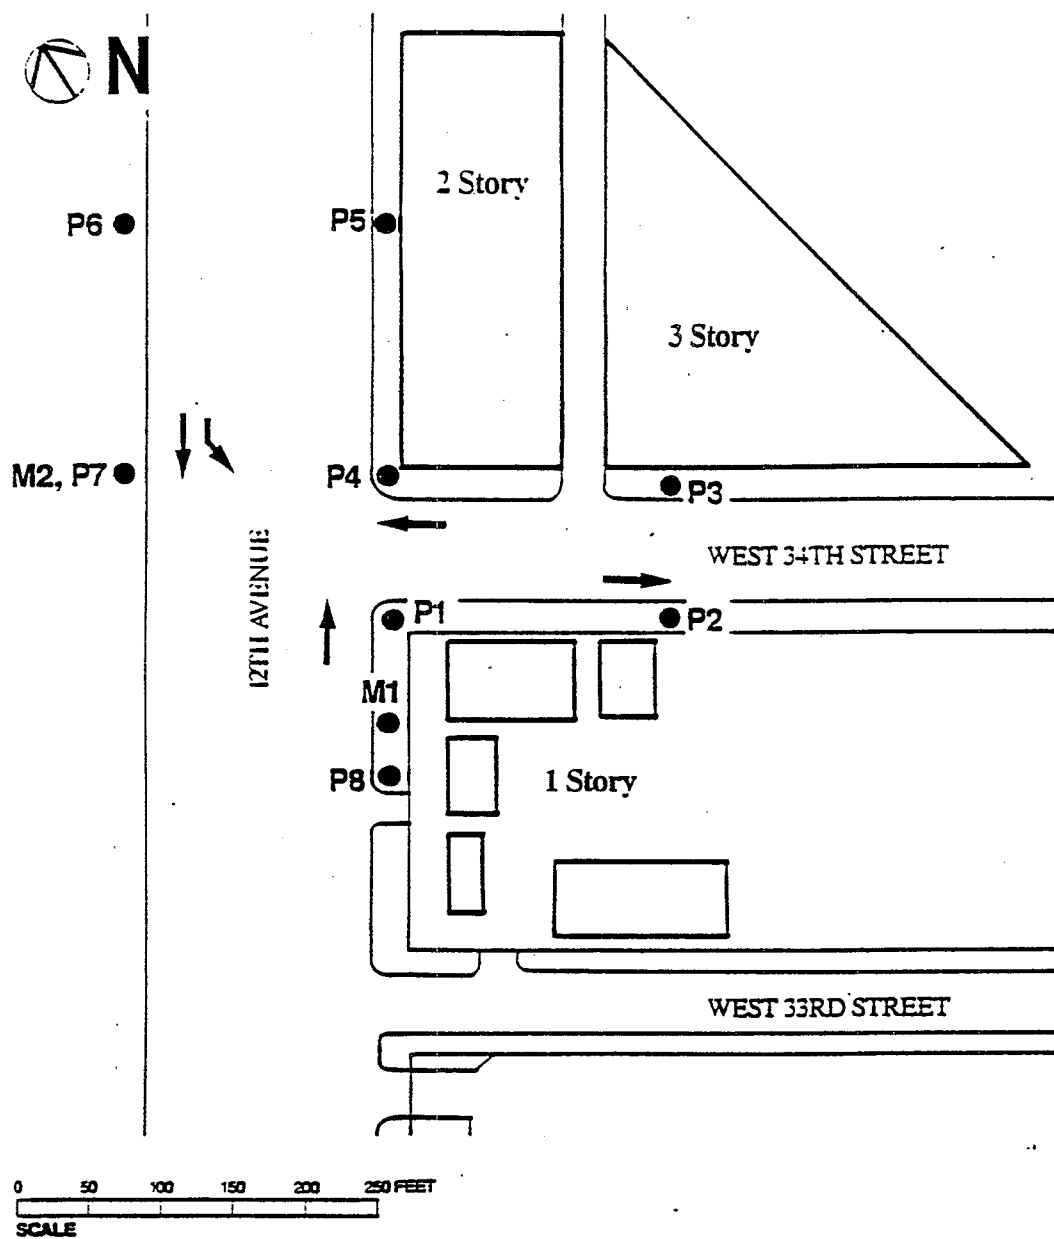 N
2 Story
P6
P5
3 Story
M2, P7
P4
P3
12TH AVENUE
WEST 34TH STREET
P1
P2
M1
P8
1 Story
WEST 33RD STREET
0 50 100 150 200 250 FEET
SCALE